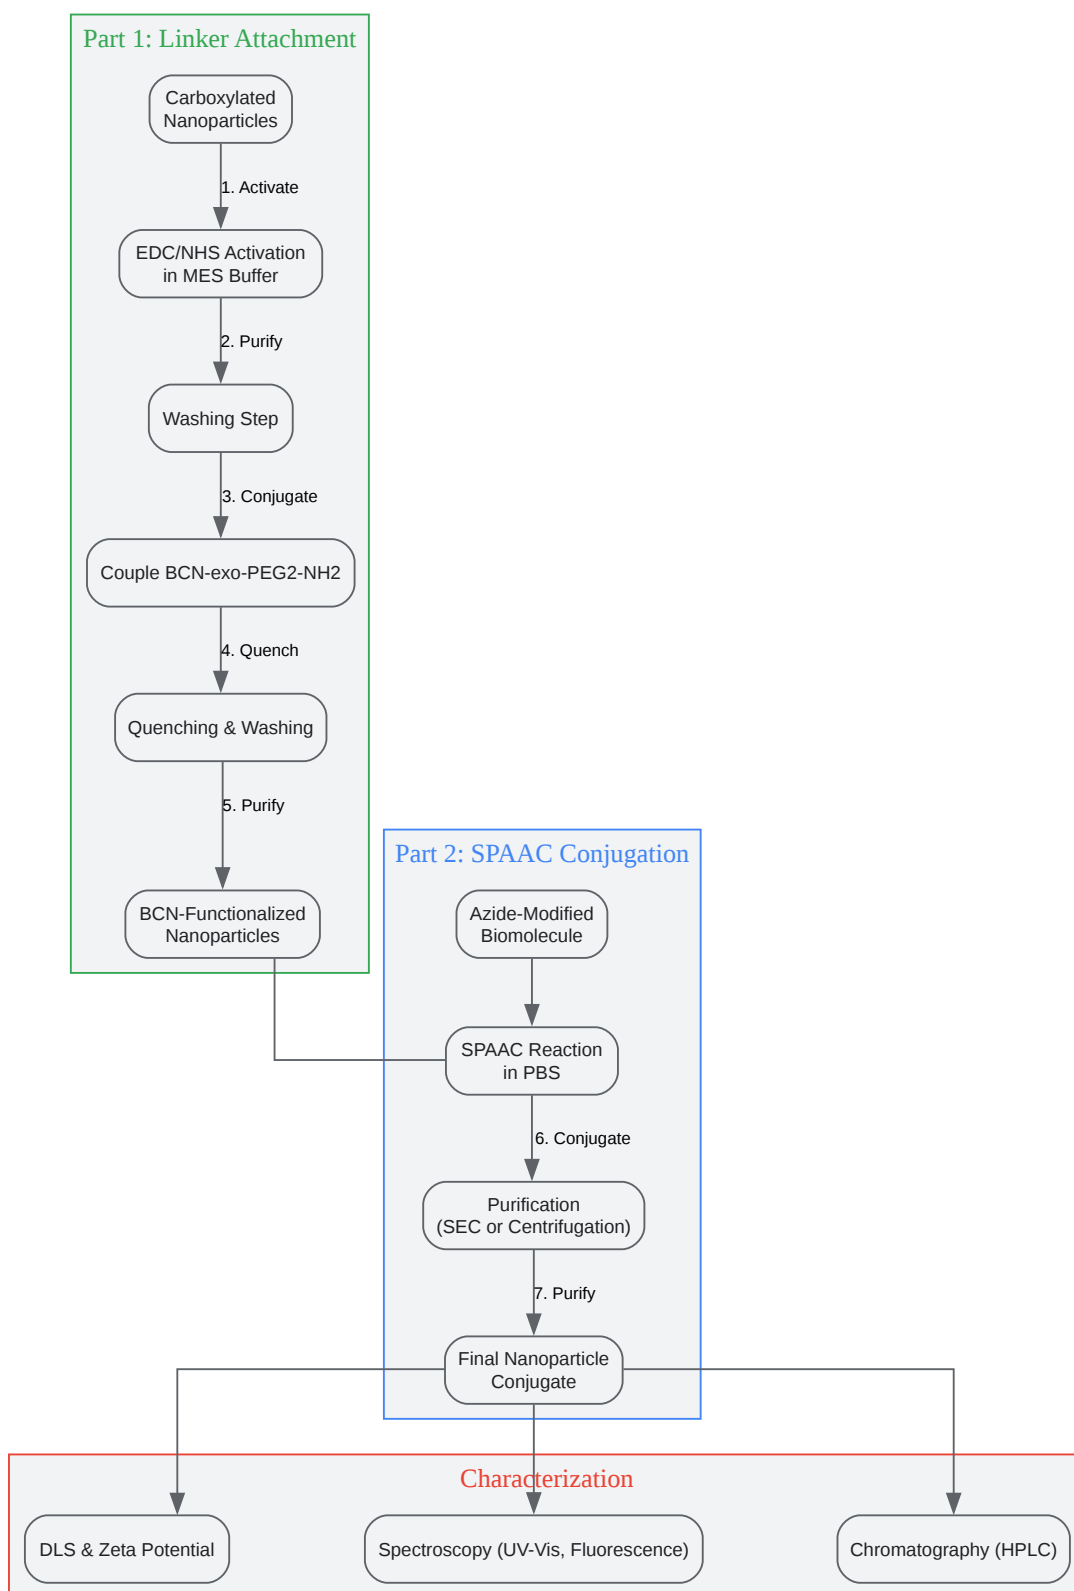 Part 1: Linker Attachment
Carboxylated
Nanoparticles
1. Activate
EDC/NHS Activation
in MES Buffer
2. Purify
Washing Step
3. Conjugate
Couple BCN-exo-PEG2-NH2
4. Quench
Quenching & Washing
5. Purify
BCN-Functionalized
Nanoparticles
Part 2: SPAAC Conjugation
Azide-Modified
Biomolecule
SPAAC Reaction
in PBS
6. Conjugate
Purification
(SEC or Centrifugation)
7. Purify
Final Nanoparticle
Conjugate
Characterization
DLS & Zeta Potential
Spectroscopy (UV-Vis, Fluorescence)
Chromatography (HPLC)